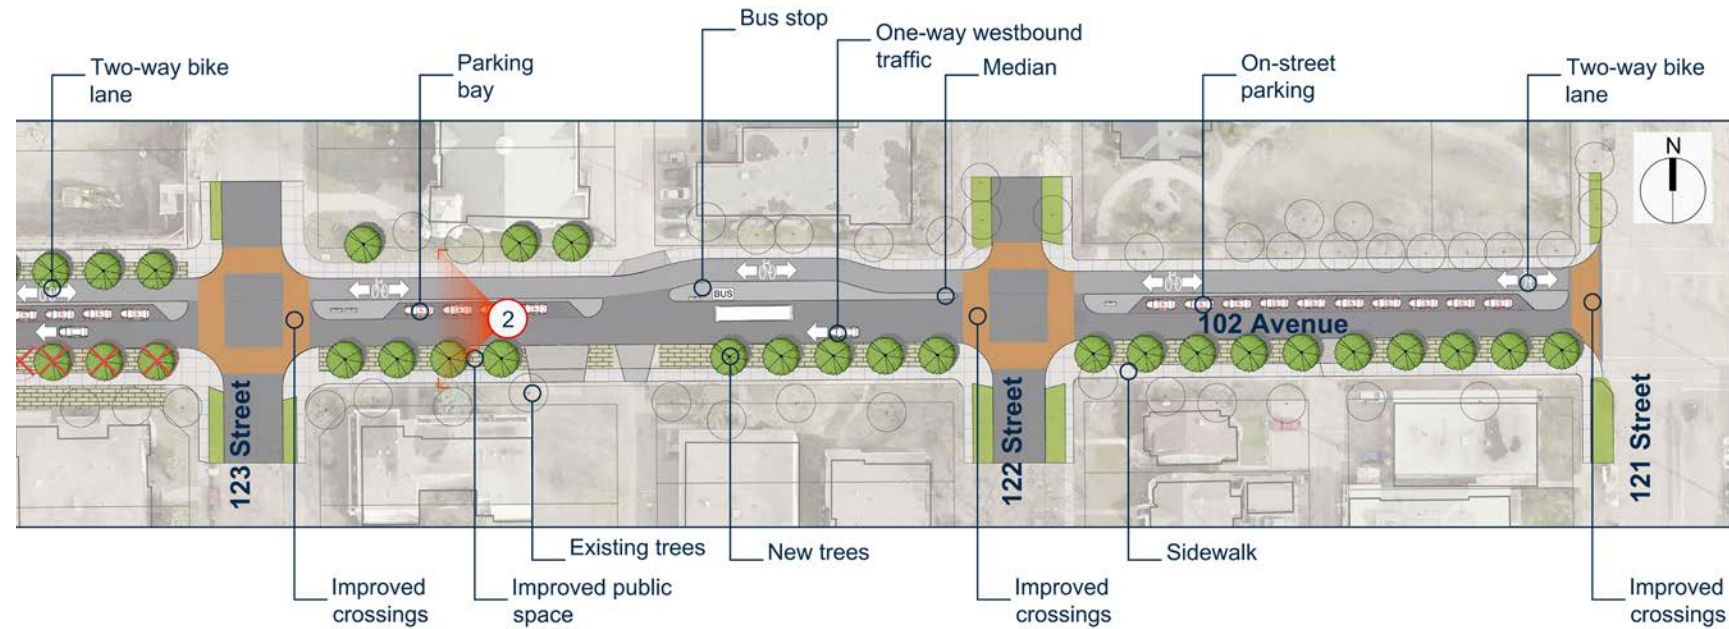 Bus stop
One-way westbound
traffic
Two-way bike
lane
Parking
bay
Median
On-street
parking
Two-way bike
lane
N
BUS
2
102 Avenue
123 Street
122 Street
121 Street
Existing trees
New trees
Sidewalk
Improved
crossings
Improved public
space
Improved
crossings
Improved
crossings